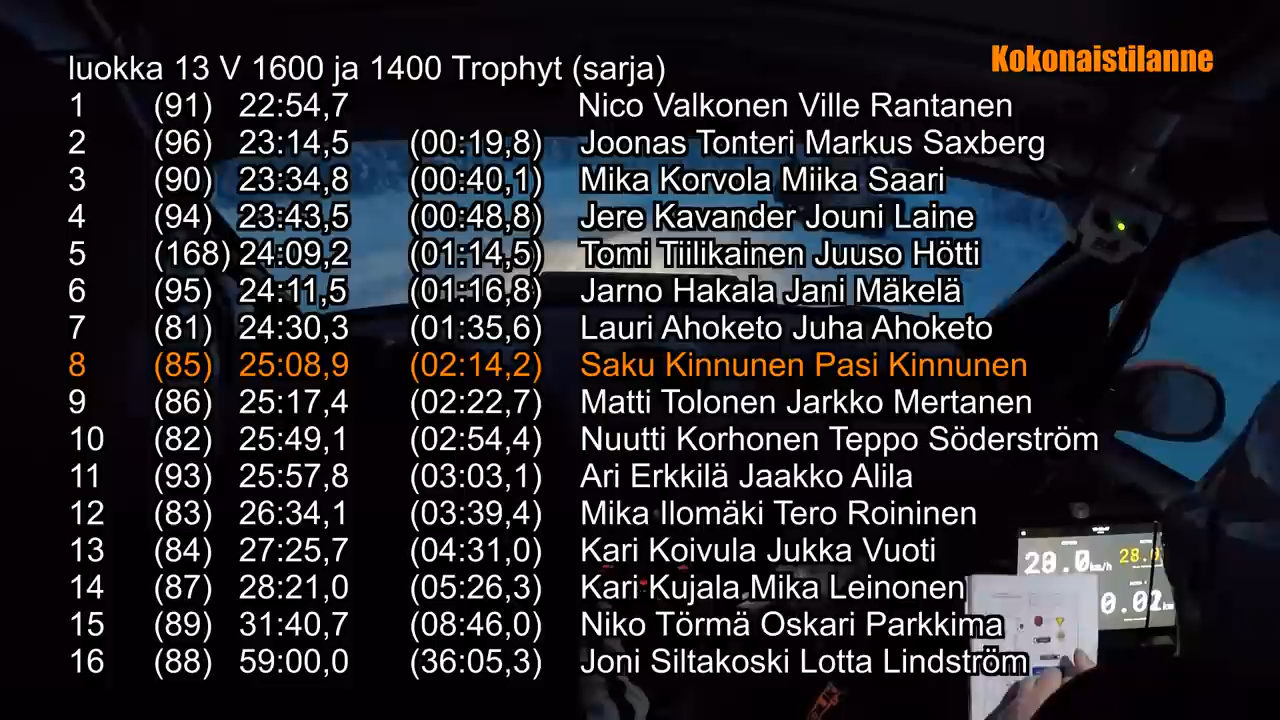 Kokonaistilanne
luokka 13 V 1600 ja 1400 Trophyt (sarja)
1 (91) 22:54,7 Nico Valkonen Ville Rantanen
2 (96) 23:14,5 (00:19,8) Joonas Tonteri Markus Saxberg
3 (90) 23:34,8 (00:40,1) Mika Korvola Miika Saari
4 (94) 23:43,5 (00:48,8) Jere Kavander Jouni Laine
5 (168) 24:09,2 (01:14,5) Tomi Tiilikainen Juuso Hötti
6 (95) 24:11,5 (01:16,8) Jarno Hakala Jani Mäkelä
7 (81) 24:30,3 (01:35,6) Lauri Ahoketo Juha Ahoketo
8 (85) 25:08,9 (02:14,2) Saku Kinnunen Pasi Kinnunen
9 (86) 25:17,4 (02:22,7) Matti Tolonen Jarkko Mertanen
10 (82) 25:49,1 (02:54,4) Nuutti Korhonen Teppo Söderström
11 (93) 25:57,8 (03:03,1) Ari Erkkilä Jaakko Alila
12 (83) 26:34,1 (03:39,4) Mika Ilomäki Tero Roininen
13 (84) 27:25,7 (04:31,0) Kari Koivula Jukka Vuoti
14 (87) 28:21,0 (05:26,3) Kari Kujala Mika Leinonen
15 (89) 31:40,7 (08:46,0) Niko Törmä Oskari Parkkima
16 (88) 59:00,0 (36:05,3) Joni Siltakoski Lotta Lindström
km/h
km